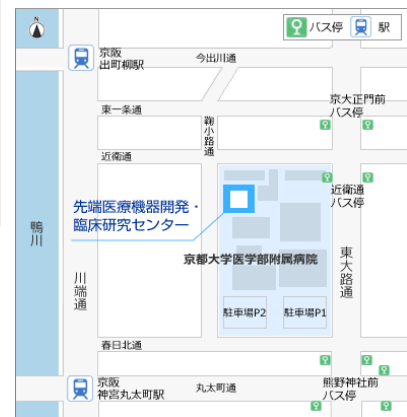 N
バス停 駅
京阪
出町柳駅
今出川通
京大正門前
バス停
東一条通
鞠小路通
近衛通
近衛通
バス停
先端医療機器開発・
臨床研究センター
鴨川
川端通
京都大学医学部附属病院
東大路通
駐車場P2
駐車場P1
春日北通
京阪
神宮丸太町駅
丸太町通
熊野神社前
バス停